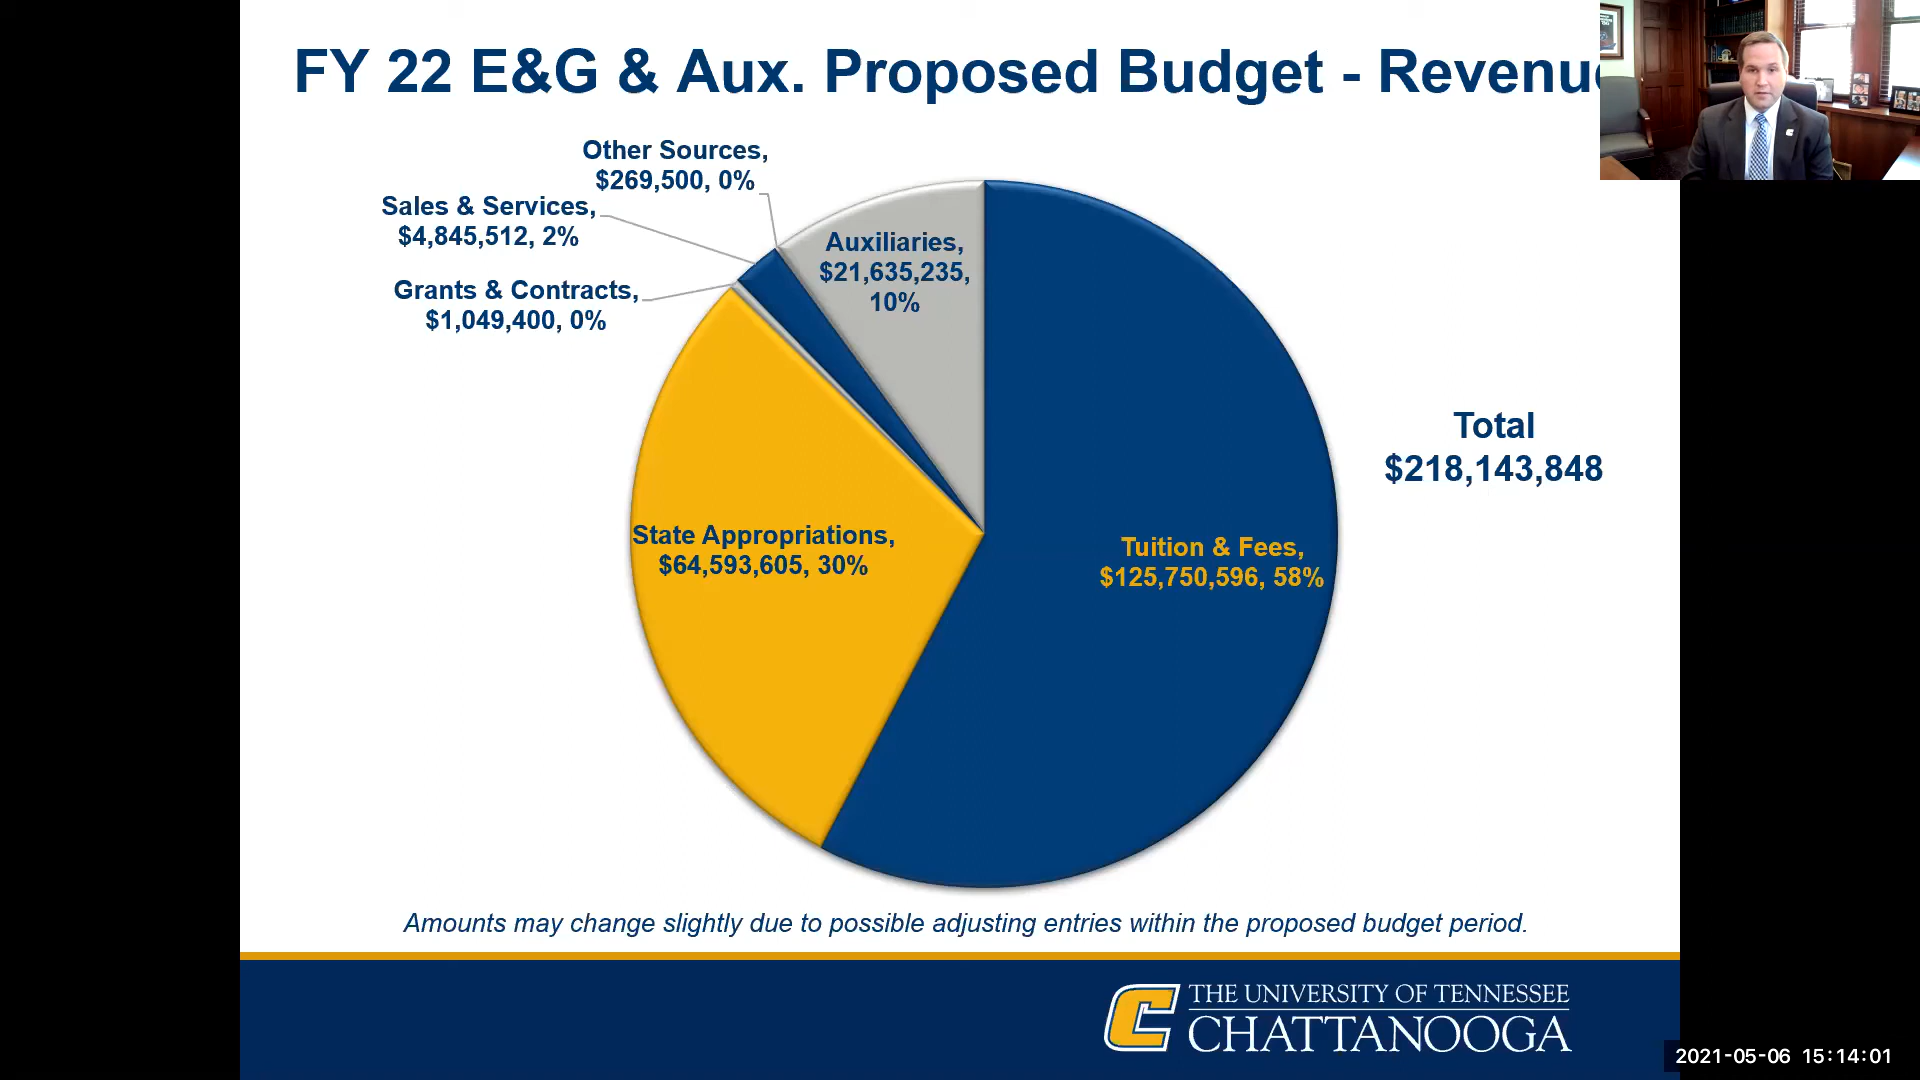 FY 22 E&G & Aux. Proposed Budget - Revenu
Other Sources,
$269,500, 0%
Sales & Services,
$4,845,512, 2%
Grants & Contracts,
$1,049,400, 0%
Auxiliaries,
$21,635,235,
10%
Total
$218,143,848
State Appropriations,
$64,593,605, 30%
Tuition & Fees,
$125,750,596, 58%
Amounts may change slightly due to possible adjusting entries within the proposed budget period.
THE UNIVERSITY OF TENNESSEE
CHATTANOOGA
2021-05-06 15:14:01